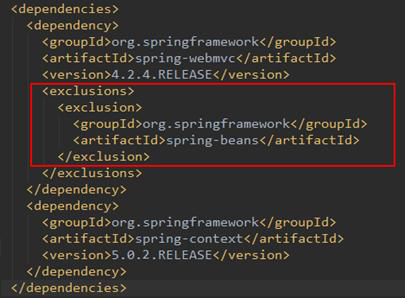 <dependencies>
<dependency>
<groupId>org.springframework</groupId>
<artifactId>spring-webmvc</artifactId>
<version>4.2.4.RELEASE</version>
<exclusions>
<exclusion>
<groupId>org.springframework</groupId>
<artifactId>spring-beans</artifactId>
</exclusion>
</exclusions>
</dependency>
<dependency>
<groupId>org.springframework</groupId>
<artifactId>spring-context</artifactId>
<version>5.0.2.RELEASE</version>
</dependency>
</dependencies>